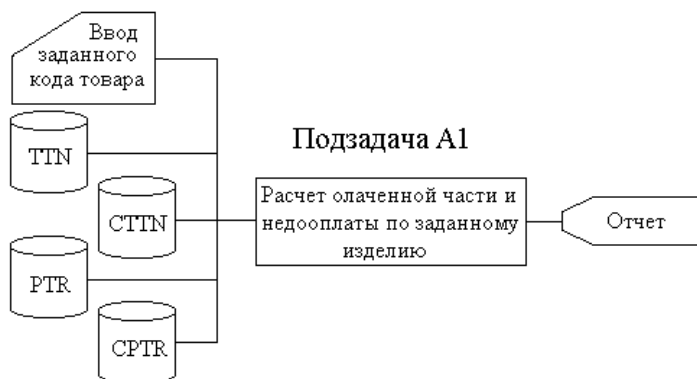 Ввод
заданного
кода товара
TTN
CTTN
PTR
CPTR
Подзадача А1
Расчет олаченной части и
недооплаты по заданному
изделию
Отчет